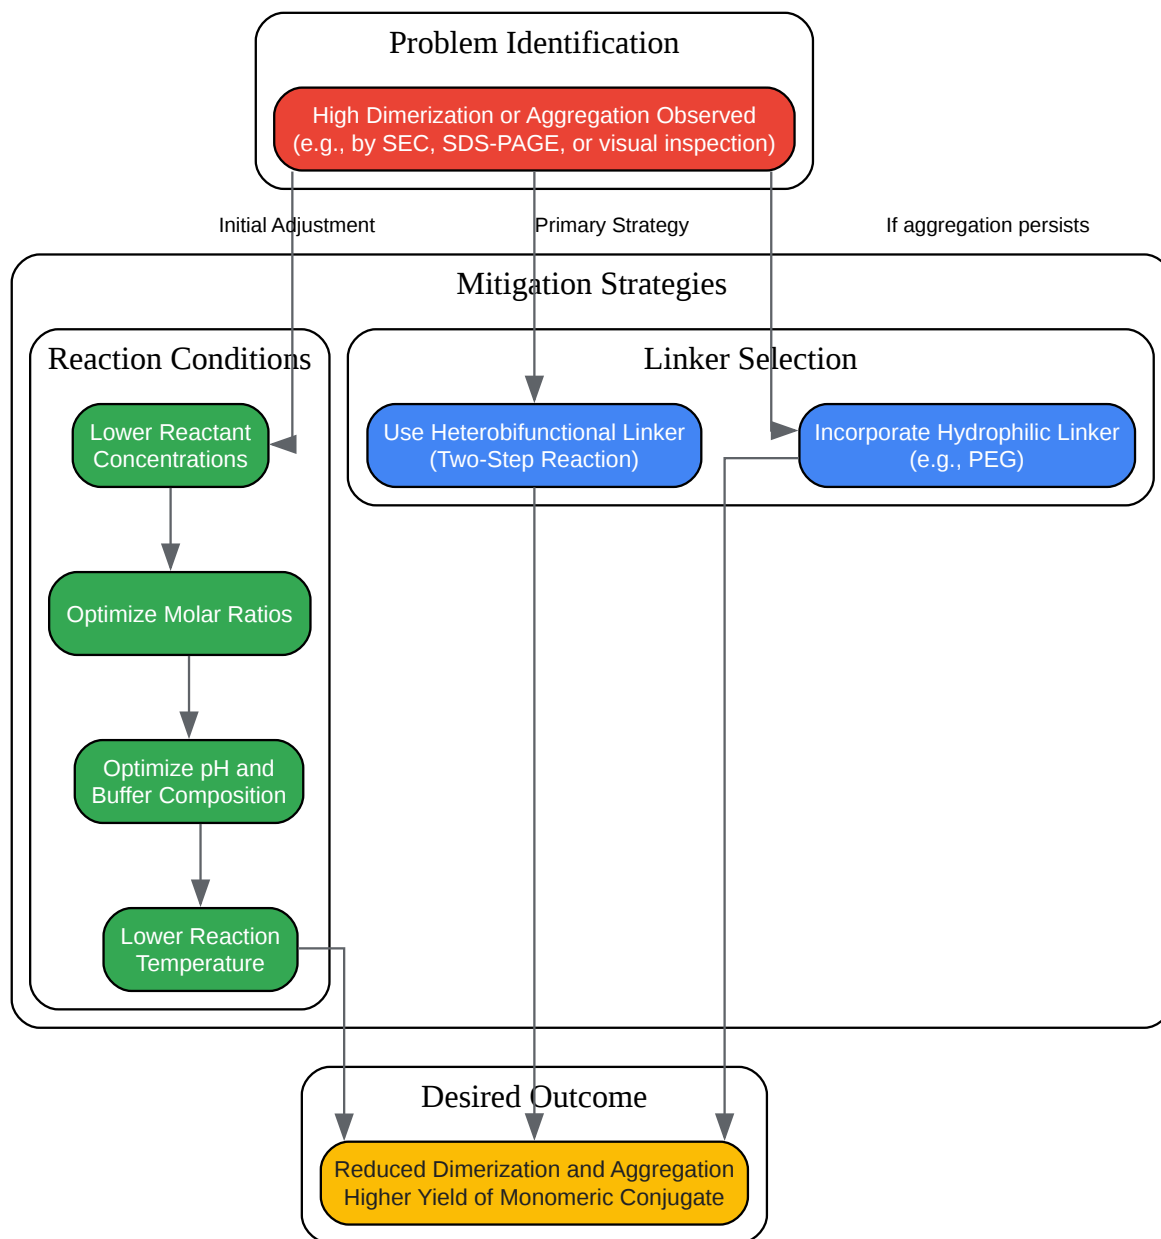 Problem Identification
High Dimerization or Aggregation Observed
(e.g., by SEC, SDS-PAGE, or visual inspection)
Initial Adjustment
Primary Strategy
If aggregation persists
Mitigation Strategies
Reaction Conditions
Linker Selection
Lower Reactant
Concentrations
Use Heterobifunctional Linker
(Two-Step Reaction)
Incorporate Hydrophilic Linker
(e.g., PEG)
Optimize Molar Ratios
Optimize pH and
Buffer Composition
Lower Reaction
Temperature
Desired Outcome
Reduced Dimerization and Aggregation
Higher Yield of Monomeric Conjugate